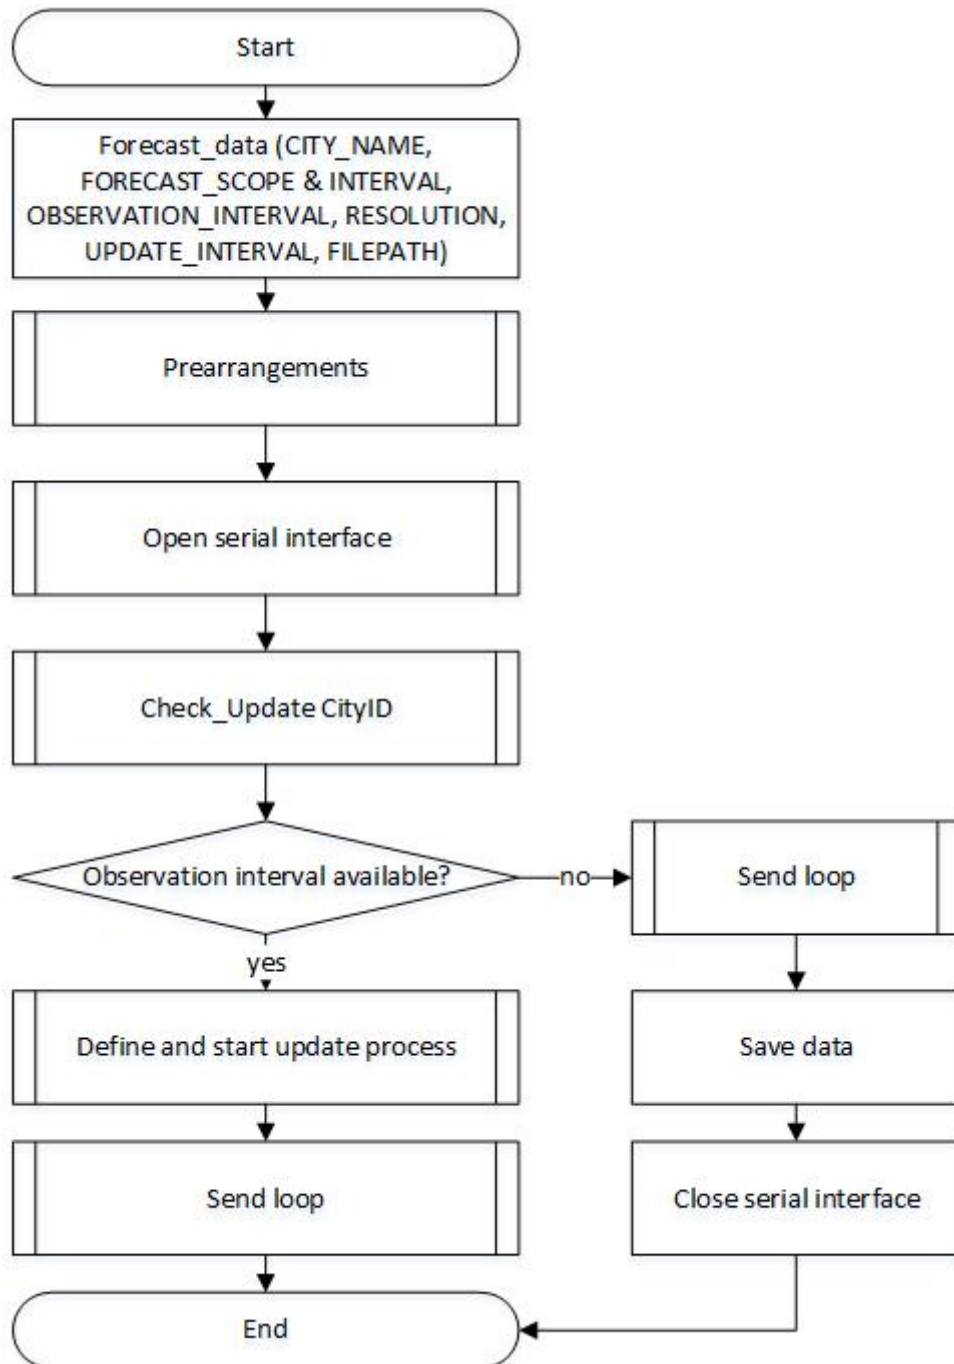 Start
Forecast_data (CITY_NAME,
FORECAST_SCOPE & INTERVAL,
OBSERVATION_INTERVAL, RESOLUTION,
UPDATE_INTERVAL, FILEPATH)
Prearrangements
Open serial interface
Check_Update CityID
Observation interval available?
no
Send loop
yes
Define and start update process
Save data
Send loop
Close serial interface
End